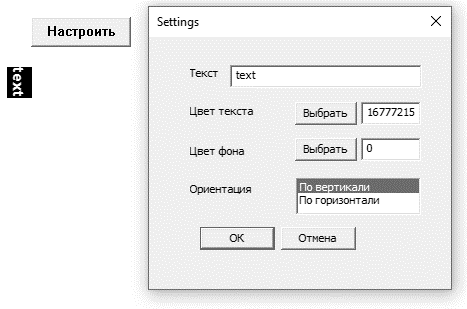 Настроить
text
Settings
Текст
text
Цвет текста
Выбрать
16777215
Цвет фона
Выбрать
0
Ориентация
По вертикали
По горизонтали
OK
Отмена